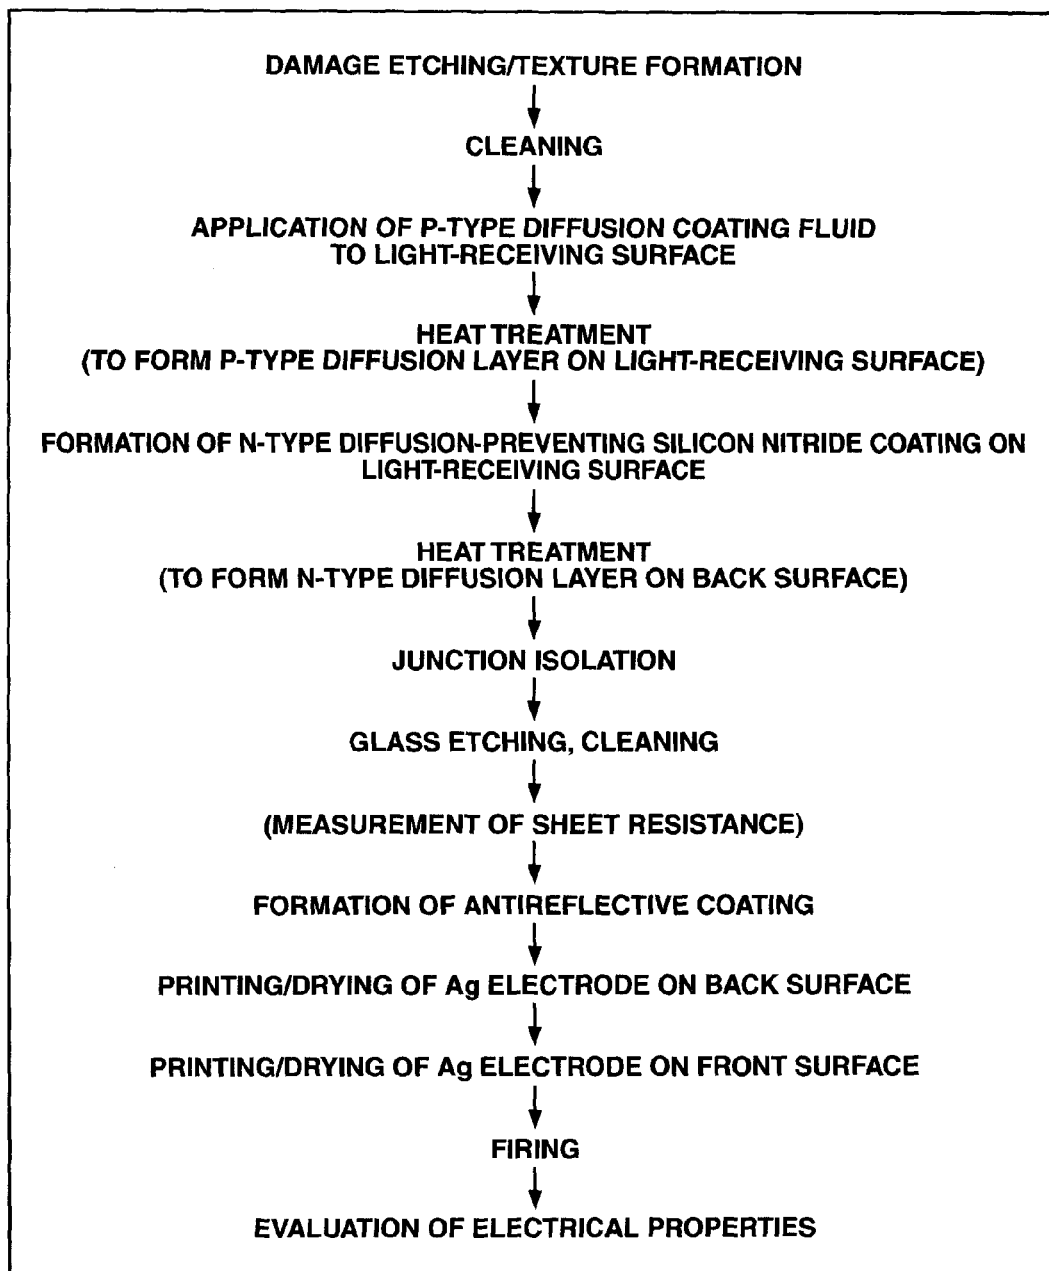 DAMAGE ETCHING/TEXTURE FORMATION
CLEANING
APPLICATION OF P-TYPE DIFFUSION COATING FLUID
TO LIGHT-RECEIVING SURFACE
HEAT TREATMENT
(TO FORM P-TYPE DIFFUSION LAYER ON LIGHT-RECEIVING SURFACE)
FORMATION OF N-TYPE DIFFUSION-PREVENTING SILICON NITRIDE COATING ON
LIGHT-RECEIVING SURFACE
HEAT TREATMENT
(TO FORM N-TYPE DIFFUSION LAYER ON BACK SURFACE)
JUNCTION ISOLATION
GLASS ETCHING, CLEANING
(MEASUREMENT OF SHEET RESISTANCE)
FORMATION OF ANTIREFLECTIVE COATING
PRINTING/DRYING OF Ag ELECTRODE ON BACK SURFACE
PRINTING/DRYING OF Ag ELECTRODE ON FRONT SURFACE
FIRING
EVALUATION OF ELECTRICAL PROPERTIES